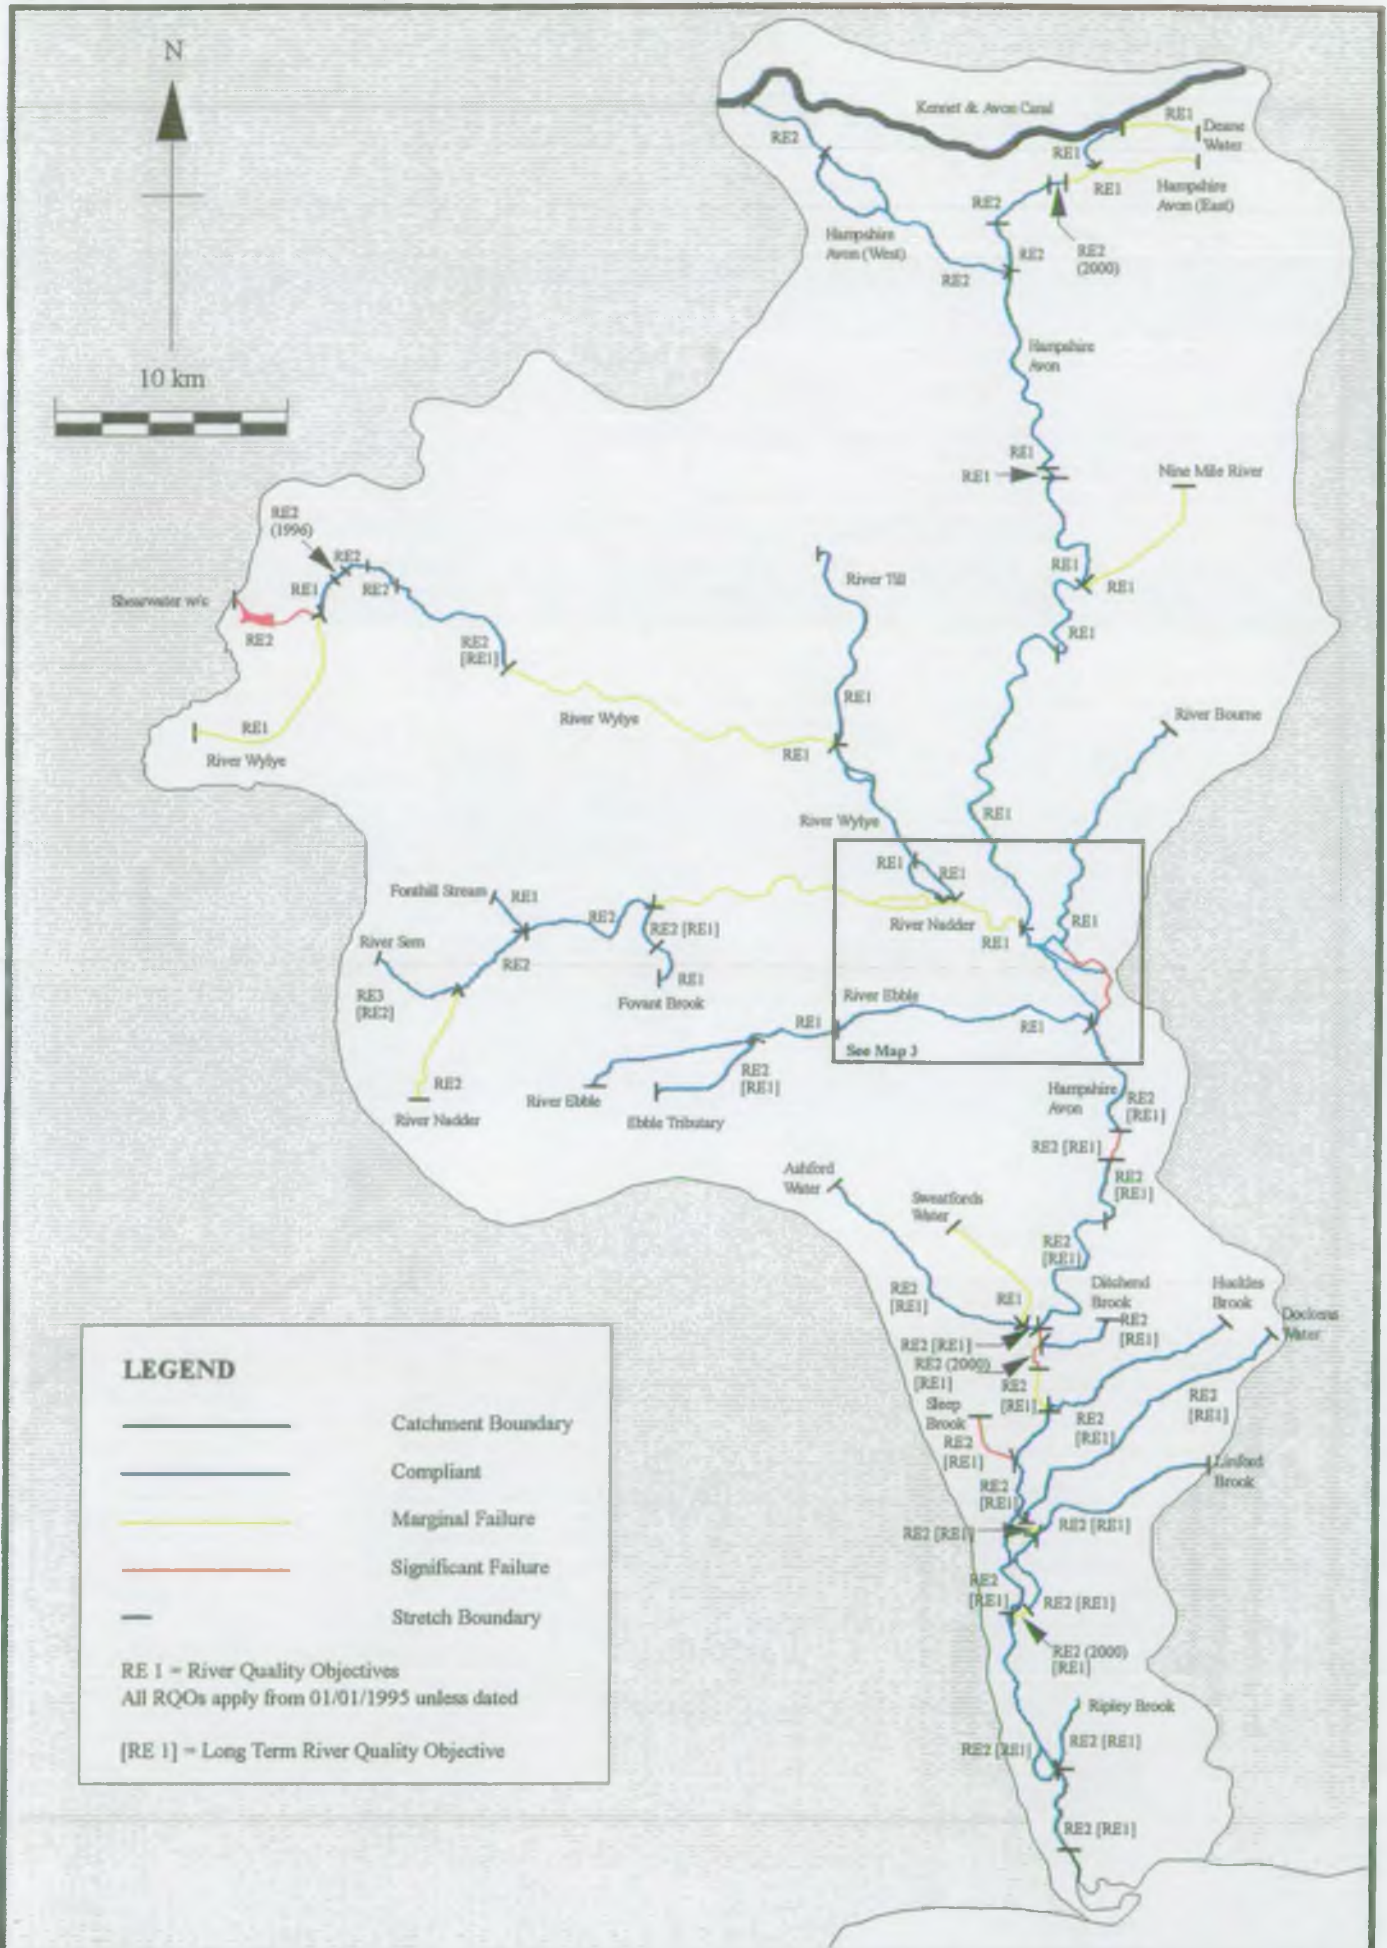 N
10 km
Kennet & Avon Canal
RE1
Deane
Water
RE2
RE1
RE1
Hampshire
Avon (East)
RE2
Hampshire
Avon (West)
RE2
RE2
(2000)
RE2
Hampshire
Avon
RE1
RE1
Nine Mile River
RE2
(1996)
RE2
RE1
RE2
Shearwater w/c
RE2
RE2
[RE1]
River Till
RE1
RE1
RE1
RE1
River Wylye
RE1
River Wylye
RE1
River Bourne
RE1
River Wylye
RE1
RE1
Fonthill Stream
RE1
RE2
RE2 [RE1]
River Nadder
RE1
RE1
River Sem
RE2
RE3
[RE2]
RE1
Fovant Brook
River Ebble
RE1
RE1
See Map 3
RE2
River Nadder
RE2
[RE1]
River Ebble
Ebble Tributary
Hampshire
Avon
RE2
[RE1]
RE2 [RE1]
RE2
[RE1]
Ashford
Water
Sweatfords
Water
RE2
[RE1]
RE2
[RE1]
RE1
Ditchend
Brook
RE2
[RE1]
Huckles
Brook
Dockens
Water
RE2 [RE1]
RE2 (2000)
[RE1]
RE2
[RE1]
RE2
[RE1]
RE2
[RE1]
Sleep
Brook
RE2
[RE1]
Linford
Brook
RE2
[RE1]
RE2 [RE1]
RE2 [RE1]
RE2
[RE1]
RE2 [RE1]
RE2 (2000)
[RE1]
Ripley Brook
RE2 [RE1]
RE2 [RE1]
RE2 [RE1]
LEGEND
Catchment Boundary
Compliant
Marginal Failure
Significant Failure
Stretch Boundary
RE 1 = River Quality Objectives
All RQOs apply from 01/01/1995 unless dated
[RE 1] = Long Term River Quality Objective